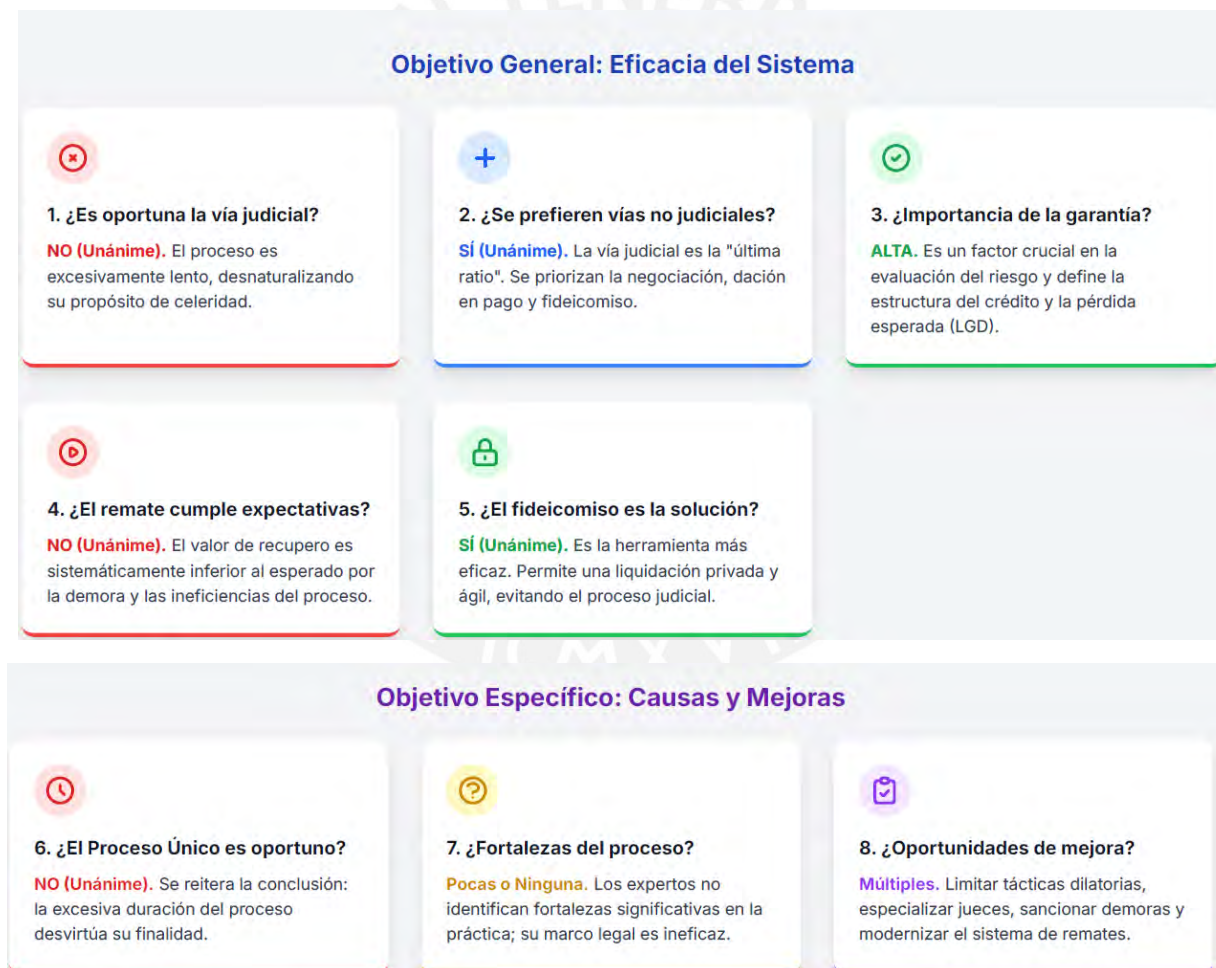 Objetivo General: Eficacia del Sistema
1. ¿Es oportuna la vía judicial?
NO (Unánime). El proceso es
excesivamente lento, desnaturalizando
su propósito de celeridad.
2. ¿Se prefieren vías no judiciales?
SÍ (Unánime). La vía judicial es la "última
ratio". Se priorizan la negociación, dación
en pago y fideicomiso.
3. ¿Importancia de la garantía?
ALTA. Es un factor crucial en la
evaluación del riesgo y define la
estructura del crédito y la pérdida
esperada (LGD).
4. ¿El remate cumple expectativas?
NO (Unánime). El valor de recupero es
sistemáticamente inferior al esperado por
la demora y las ineficiencias del proceso.
5. ¿El fideicomiso es la solución?
SÍ (Unánime). Es la herramienta más
eficaz. Permite una liquidación privada y
ágil, evitando el proceso judicial.
Objetivo Específico: Causas y Mejoras
6. ¿El Proceso Único es oportuno?
NO (Unánime). Se reitera la conclusión:
la excesiva duración del proceso
desvirtúa su finalidad.
7. ¿Fortalezas del proceso?
Pocas o Ninguna. Los expertos no
identifican fortalezas significativas en la
práctica; su marco legal es ineficaz.
8. ¿Oportunidades de mejora?
Múltiples. Limitar tácticas dilatorias,
especializar jueces, sancionar demoras y
modernizar el sistema de remates.